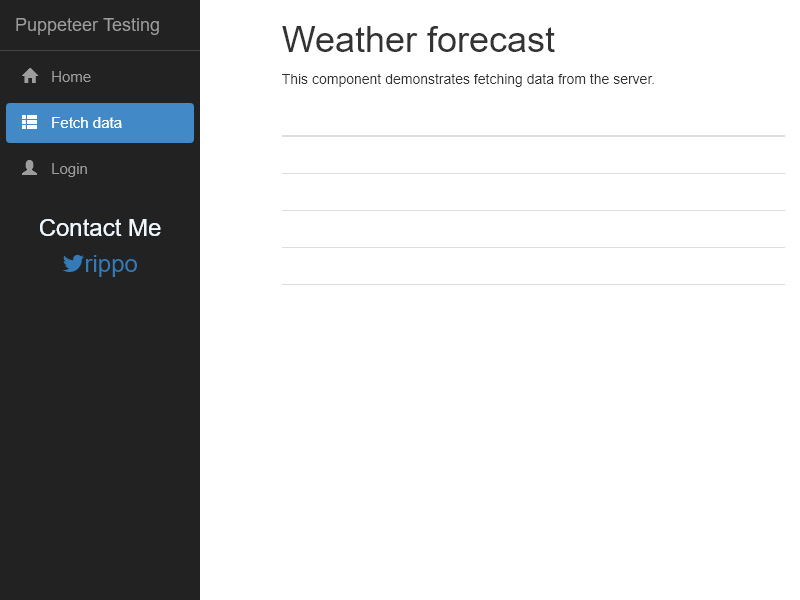 Puppeteer Testing
Home
Fetch data
Login
Contact Me
rippo
Weather forecast
This component demonstrates fetching data from the server.